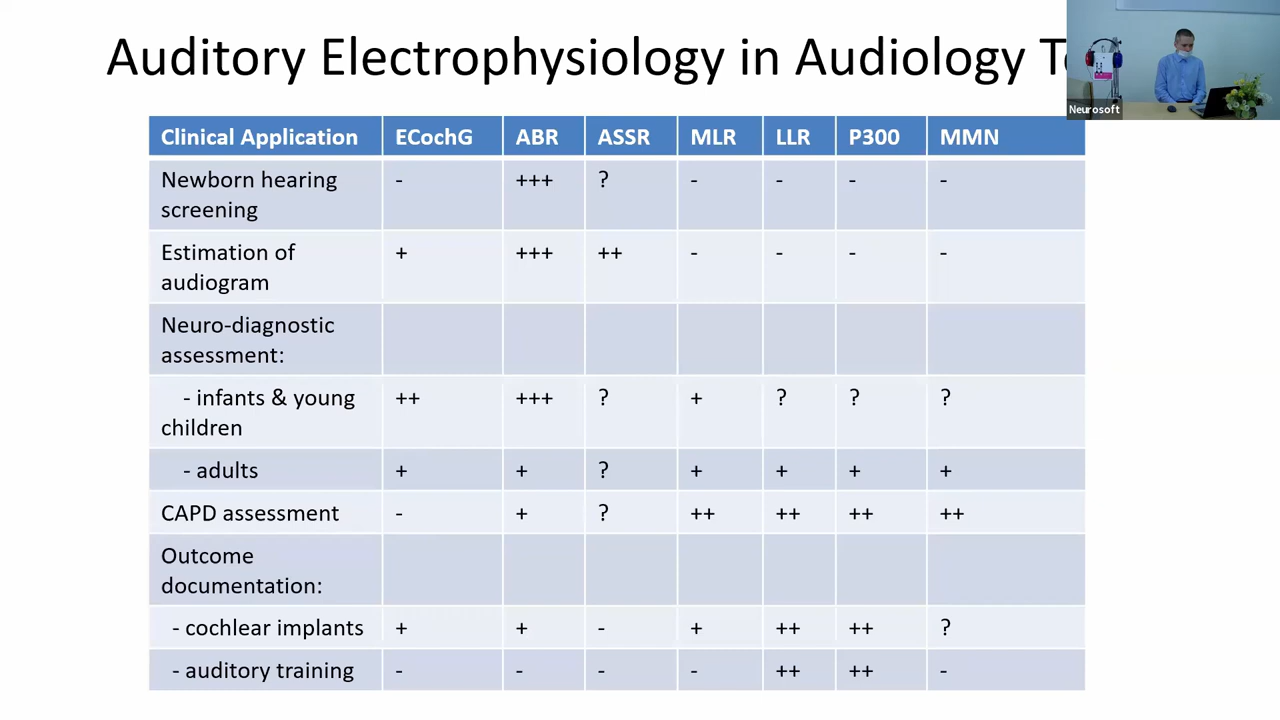 Auditory Electrophysiology in Audiology
Neurosoft
Clinical Application ECochG ABR ASSR MLR LLR P300 MMN
Newborn hearing - +++ ? - - - -
screening
Estimation of + +++ ++ - - - -
audiogram
Neuro-diagnostic
assessment:
- infants & young ++ +++ ? + ? ? ?
children
- adults + + ? + + + +
CAPD assessment - + ? ++ ++ ++ ++
Outcome
documentation:
- cochlear implants + + - + ++ ++ ?
- auditory training - - - - ++ ++ -